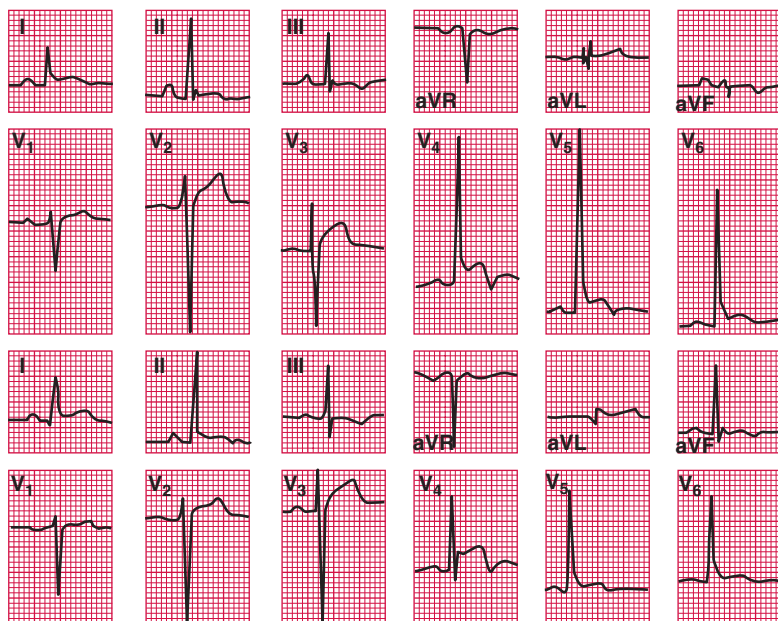 I II III aVR aVL aVF
V₁ V₂ V₃ V₄ V₅ V₆
I II III aVR aVL aVF
V₁ V₂ V₃ V₄ V₅ V₆